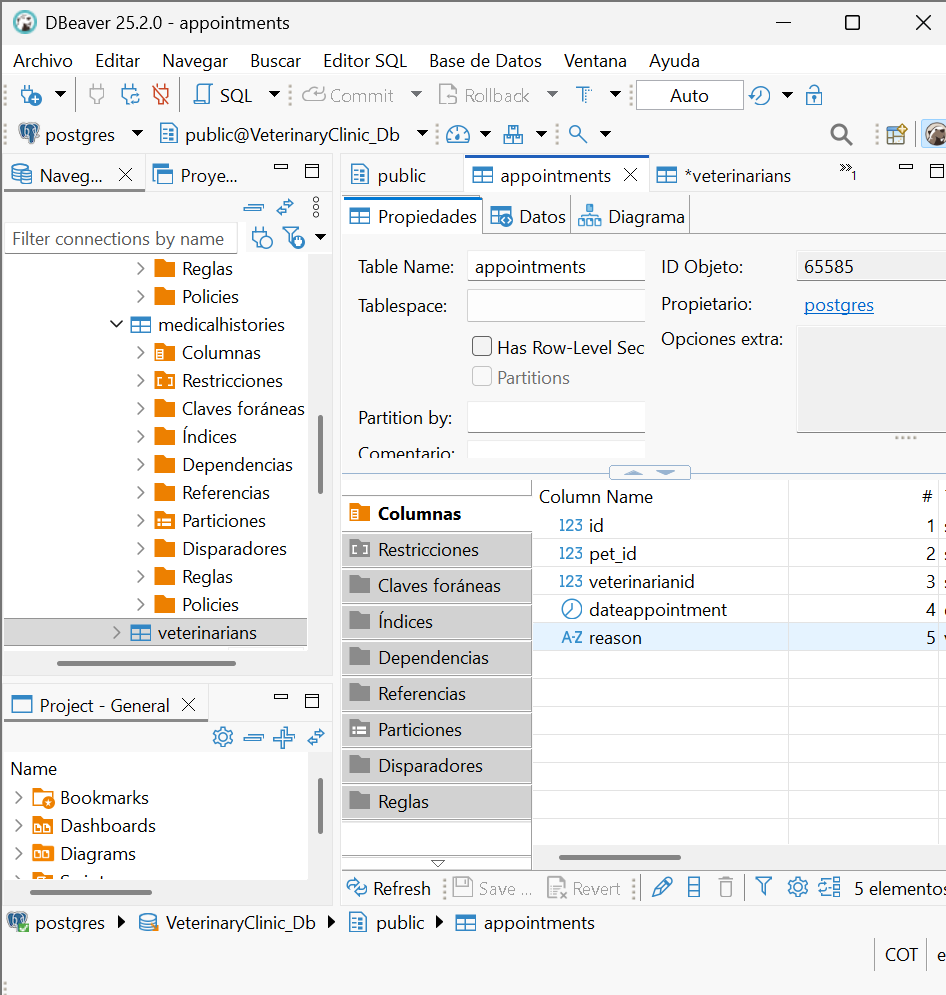 DBeaver 25.2.0 - appointments
Archivo Editar Navegar Buscar Editor SQL Base de Datos Ventana Ayuda
SQL Commit Rollback Auto
postgres public@VeterinaryClinic_Db
Naveg... Proye...
Filter connections by name
Reglas
Policies
medicalhistories
Columnas
Restricciones
Claves foráneas
Índices
Dependencias
Referencias
Particiones
Disparadores
Reglas
Policies
veterinarians
Project - General
Name
Bookmarks
Dashboards
Diagrams
public appointments *veterinarians »1
Propiedades Datos Diagrama
Table Name: appointments ID Objeto: 65585
Tablespace: Propietario: postgres
Has Row-Level Sec Opciones extra:
Partitions
Partition by:
Comentario:
Columnas
Restricciones
Claves foráneas
Índices
Dependencias
Referencias
Particiones
Disparadores
Reglas
Column Name #
123 id 1
123 pet_id 2
123 veterinarianid 3
dateappointment 4
A-Z reason 5
Refresh Save ... Revert 5 elementos
postgres VeterinaryClinic_Db public appointments
COT